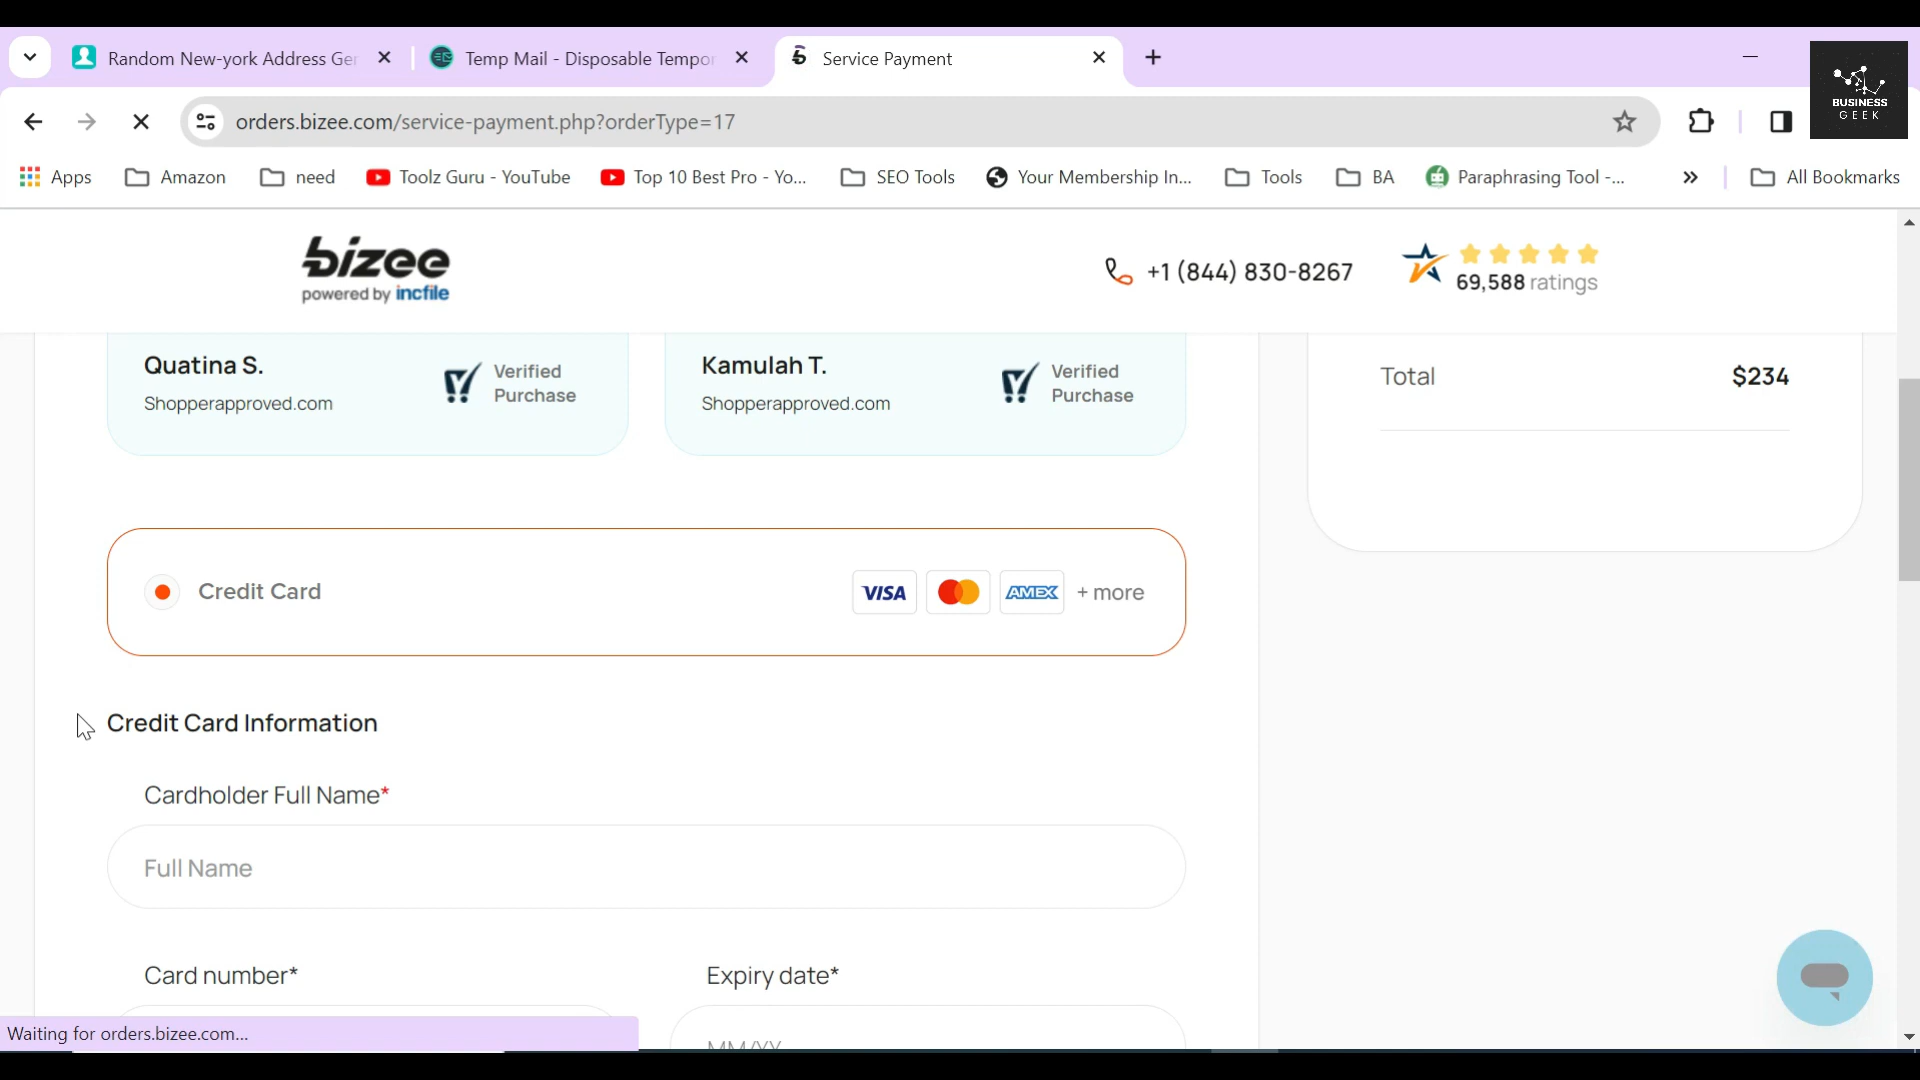 Random New-york Address Ger
Temp Mail - Disposable Tempor
Service Payment
orders.bizee.com/service-payment.php?orderType=17
BUSINESS
GEEK
Apps
Amazon
need
Toolz Guru - YouTube
Top 10 Best Pro - Yo...
SEO Tools
Your Membership In...
Tools
BA
Paraphrasing Tool -...
All Bookmarks
bizee
powered by incfile
+1 (844) 830-8267
69,588 ratings
Quatina S.
Shopperapproved.com
Verified
Purchase
Kamulah T.
Shopperapproved.com
Verified
Purchase
Total
$234
Credit Card
VISA
AMEX
+ more
Credit Card Information
Cardholder Full Name*
Full Name
Card number*
Expiry date*
MM/YY
Waiting for orders.bizee.com...